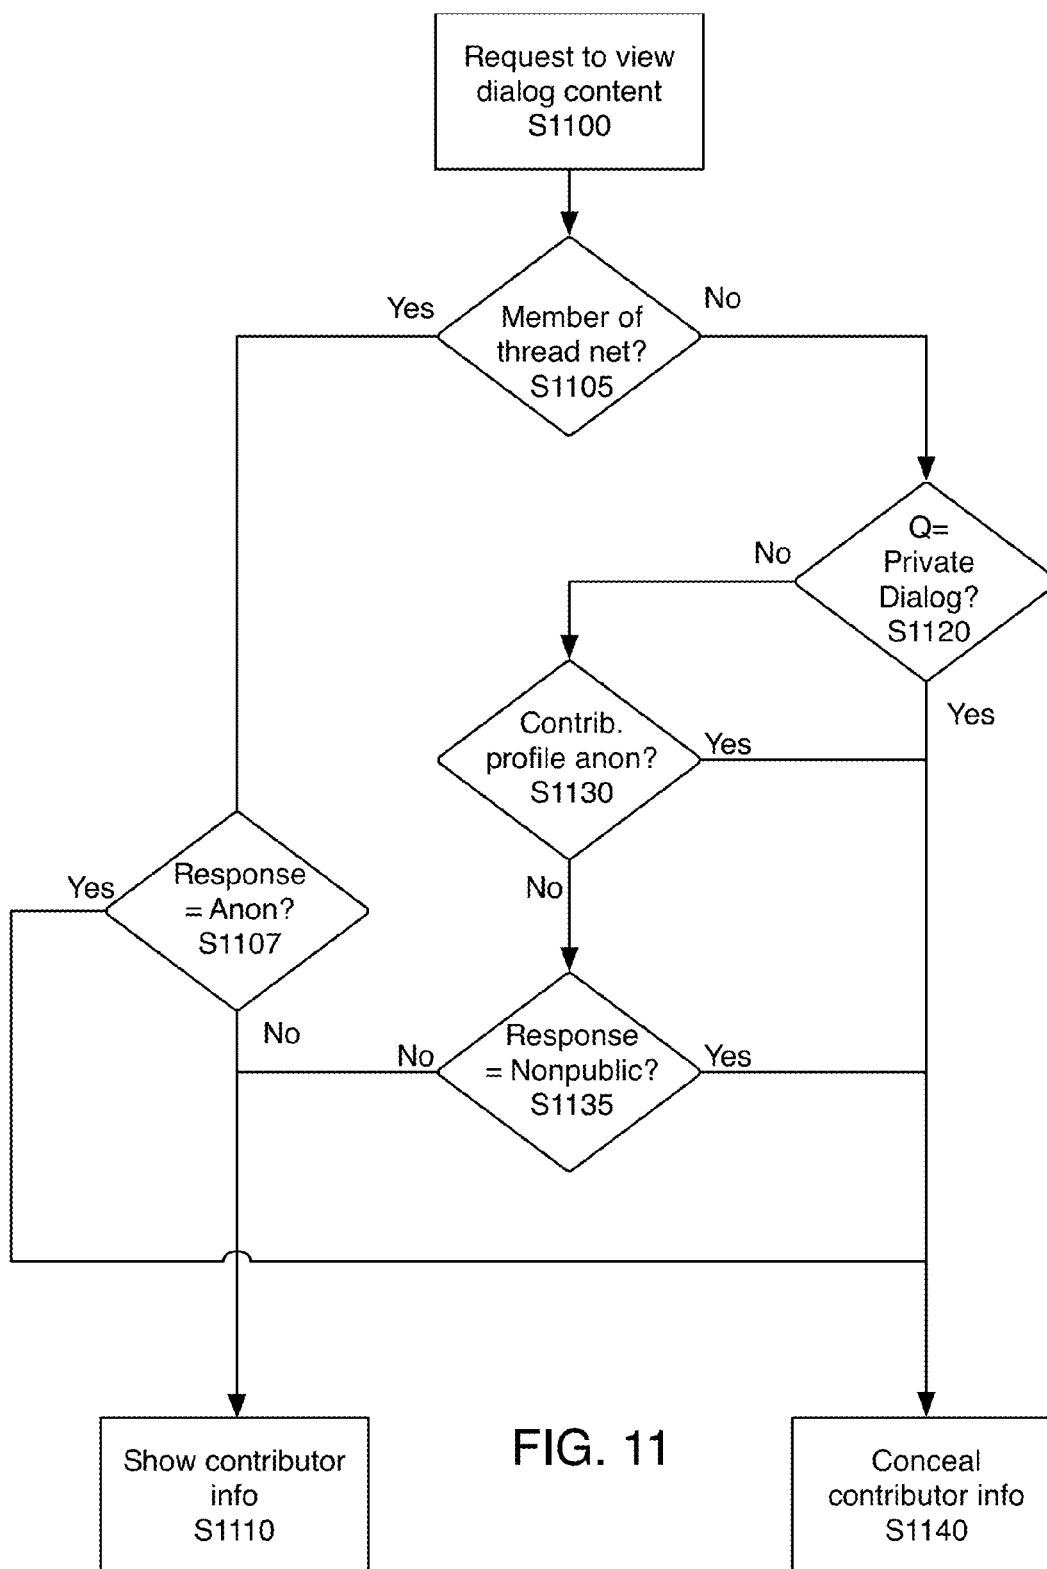 Request to view
dialog content
S1100
Yes
No
Member of
thread net?
S1105
Q=
Private
Dialog?
S1120
No
Yes
Contrib.
profile anon?
S1130
Yes
No
Response
= Anon?
S1107
Yes
No
Response
= Nonpublic?
S1135
No
Yes
Show contributor
info
S1110
FIG. 11
Conceal
contributor info
S1140